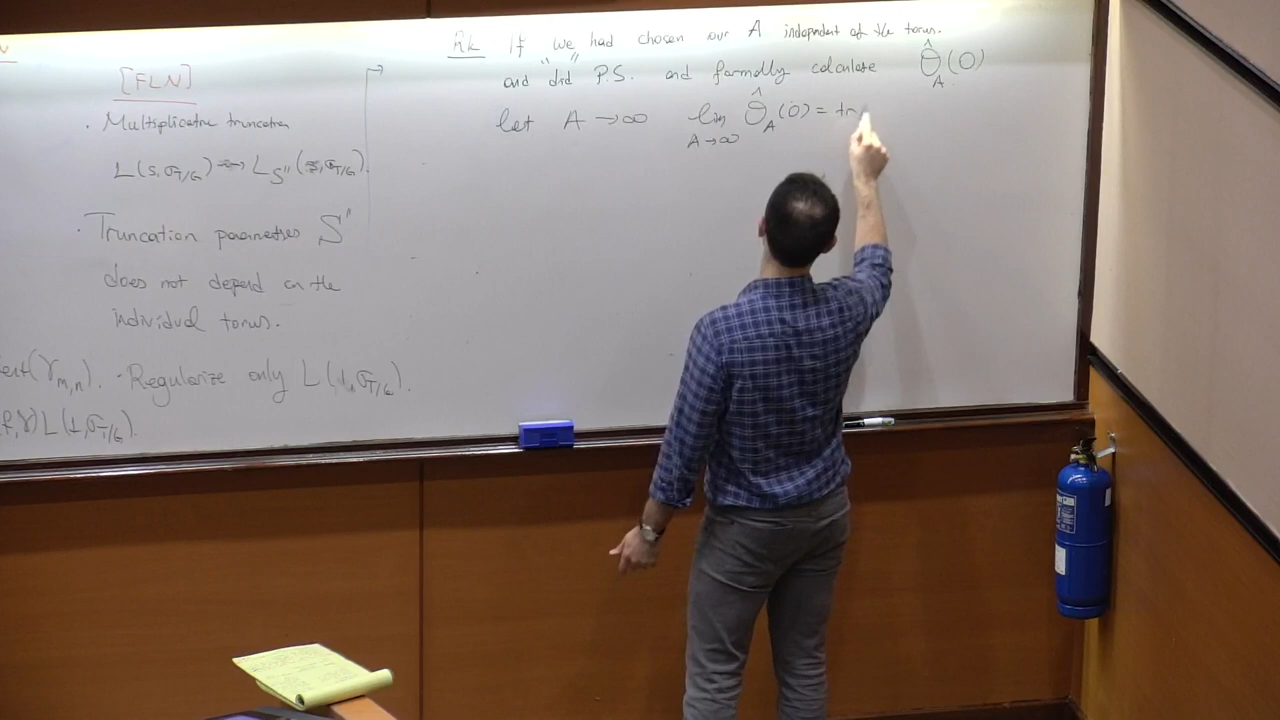 [FLN]
· Multiplicative truncation
L(s, σ_{T/G}) ⟿ L_{S"}(s, σ_{T/G}).
· Truncation parameters S"
does not depend on the
individual torus.
· Regularize only L(1, σ_{T/G}).
ent(γ_{m,n}).
f, γ) L(1, σ_{T/G}).
Rk If we had chosen our A independent of the torus.
and "did" P.S. and formally calculate Θ̂_A(0)
let A → ∞ lim_{A→∞} Θ̂_A(0) = tr